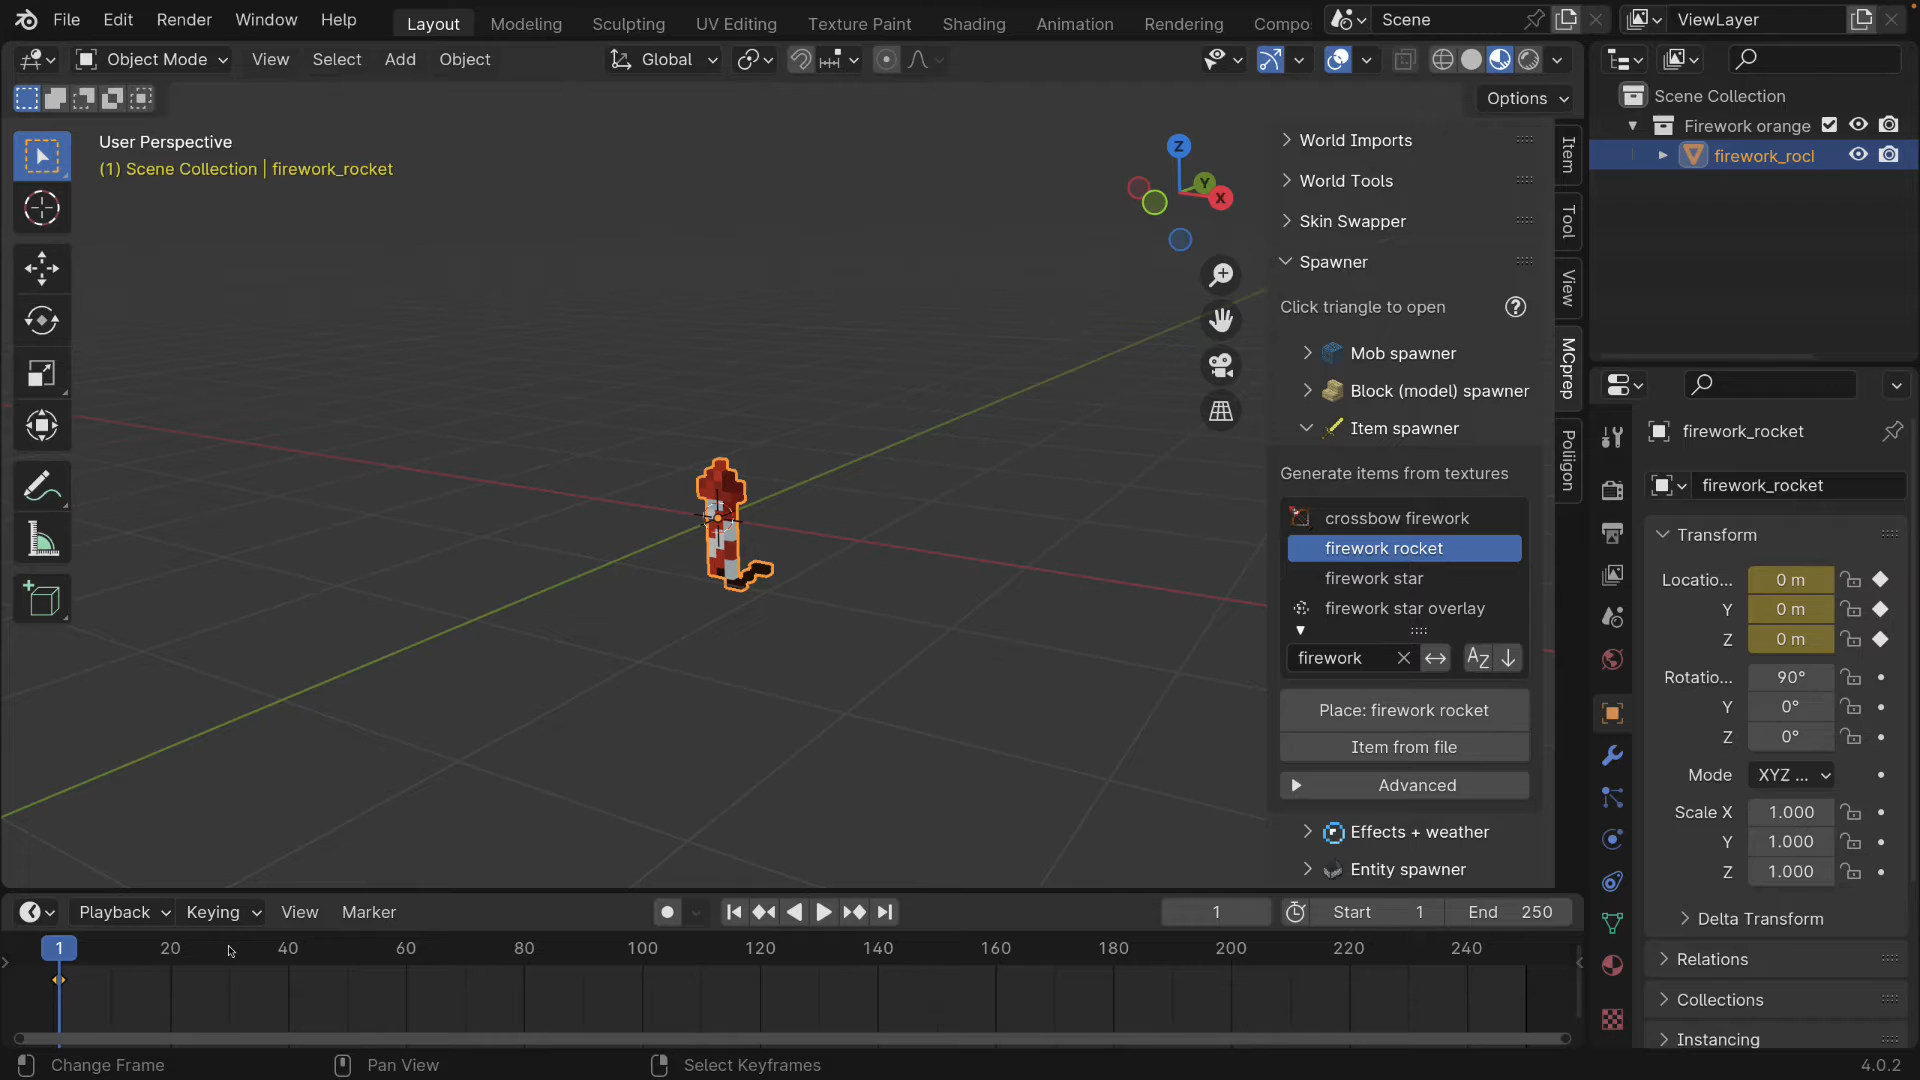 File Edit Render Window Help Layout Modeling Sculpting UV Editing Texture Paint Shading Animation Rendering Compo Scene ViewLayer
Object Mode View Select Add Object Global
Options
User Perspective
(1) Scene Collection | firework_rocket
Z
Y
X
World Imports
World Tools
Skin Swapper
Spawner
Click triangle to open
Mob spawner
Block (model) spawner
Item spawner
Generate items from textures
crossbow firework
firework rocket
firework star
firework star overlay
firework
AZ
Place: firework rocket
Item from file
Advanced
Effects + weather
Entity spawner
Item
Tool
View
MCprep
Poliigon
Scene Collection
Firework orange
firework_rocl
firework_rocket
firework_rocket
Transform
Locatio... 0 m
Y 0 m
Z 0 m
Rotatio... 90°
Y 0°
Z 0°
Mode XYZ ...
Scale X 1.000
Y 1.000
Z 1.000
Delta Transform
Relations
Collections
Instancing
Playback Keying View Marker 1 Start 1 End 250
1 20 40 60 80 100 120 140 160 180 200 220 240
Change Frame Pan View Select Keyframes 4.0.2